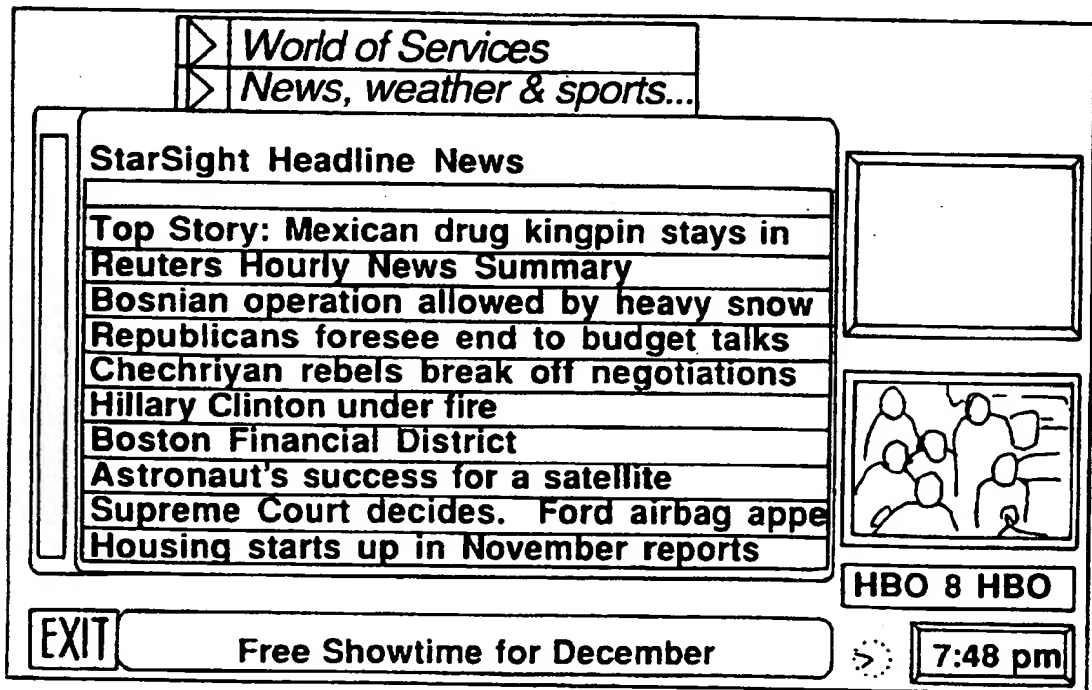 World of Services
News, weather & sports...
StarSight Headline News
Top Story: Mexican drug kingpin stays in
Reuters Hourly News Summary
Bosnian operation allowed by heavy snow
Republicans foresee end to budget talks
Chechriyan rebels break off negotiations
Hillary Clinton under fire
Boston Financial District
Astronaut's success for a satellite
Supreme Court decides. Ford airbag appe
Housing starts up in November reports
HBO 8 HBO
EXIT
Free Showtime for December
7:48 pm